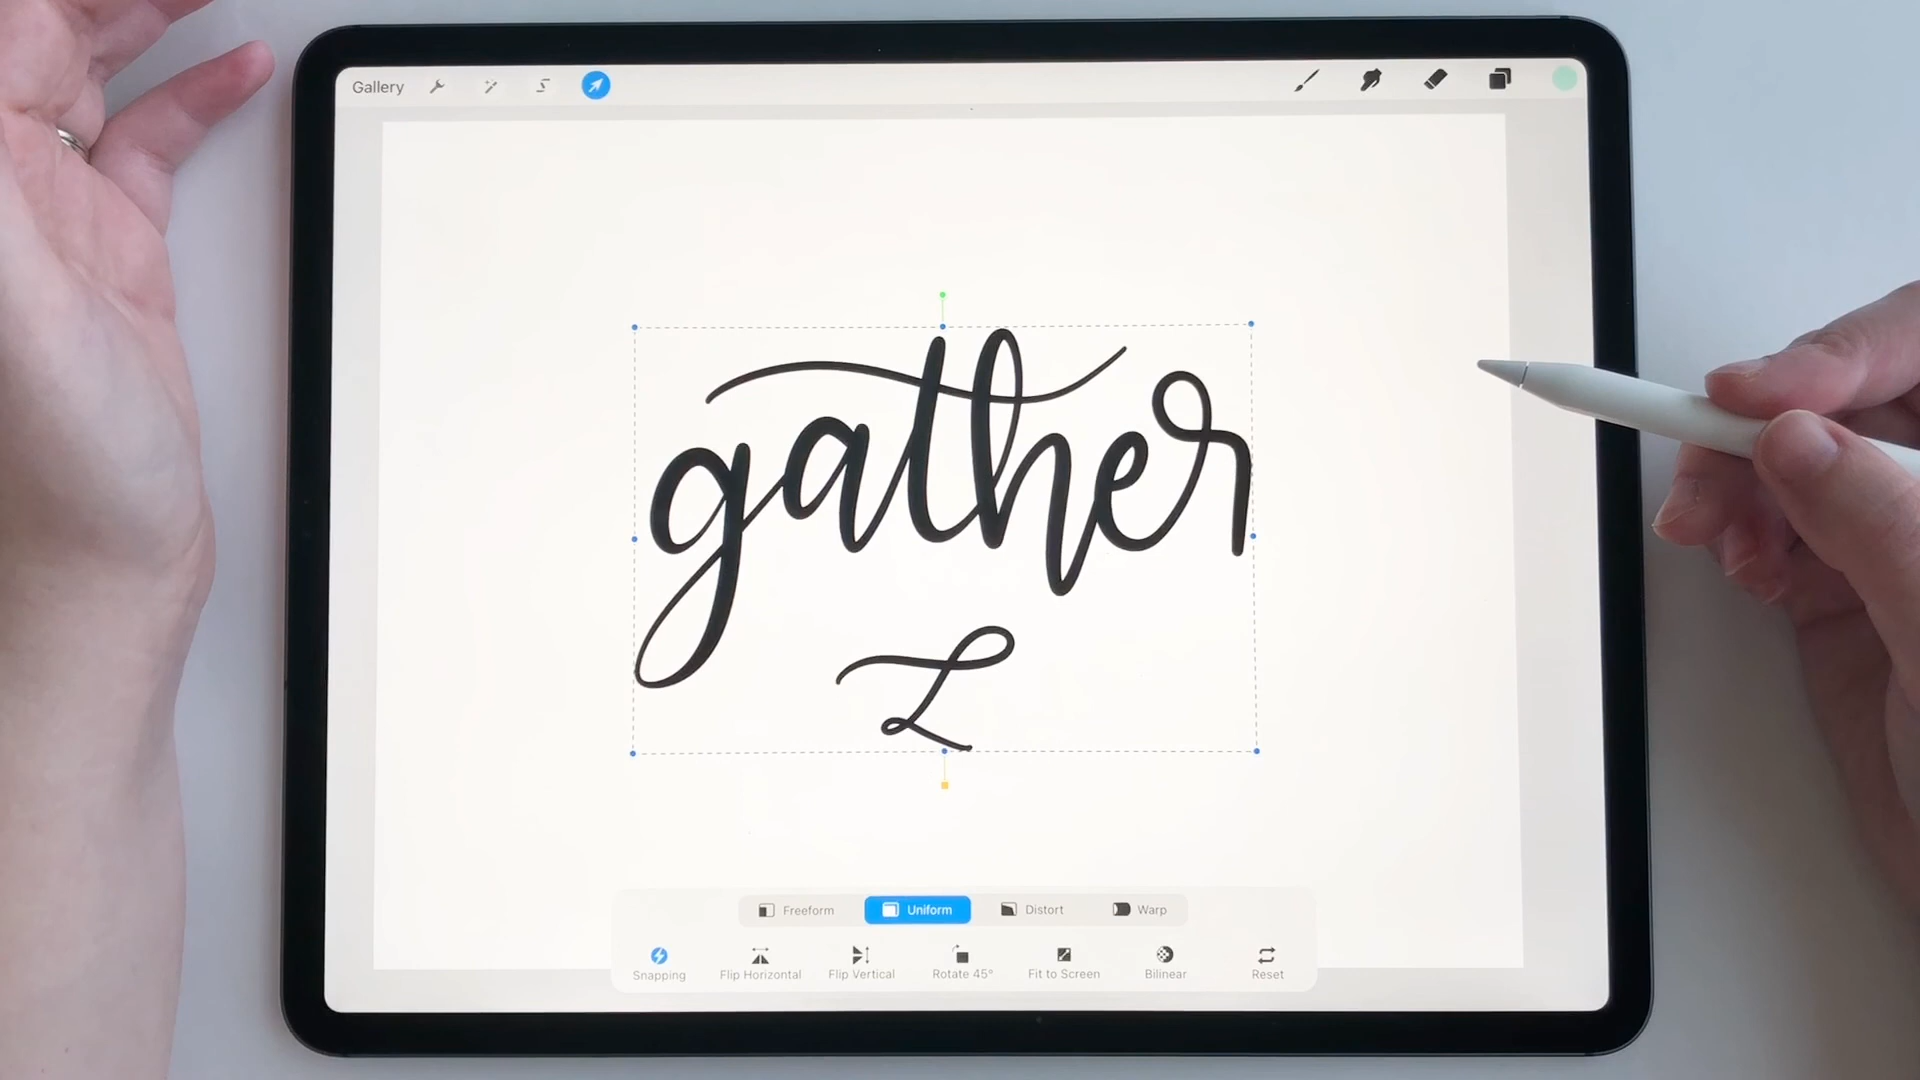 Gallery
gather
L
Freeform Uniform Distort Warp
Snapping Flip Horizontal Flip Vertical Rotate 45° Fit to Screen Bilinear Reset